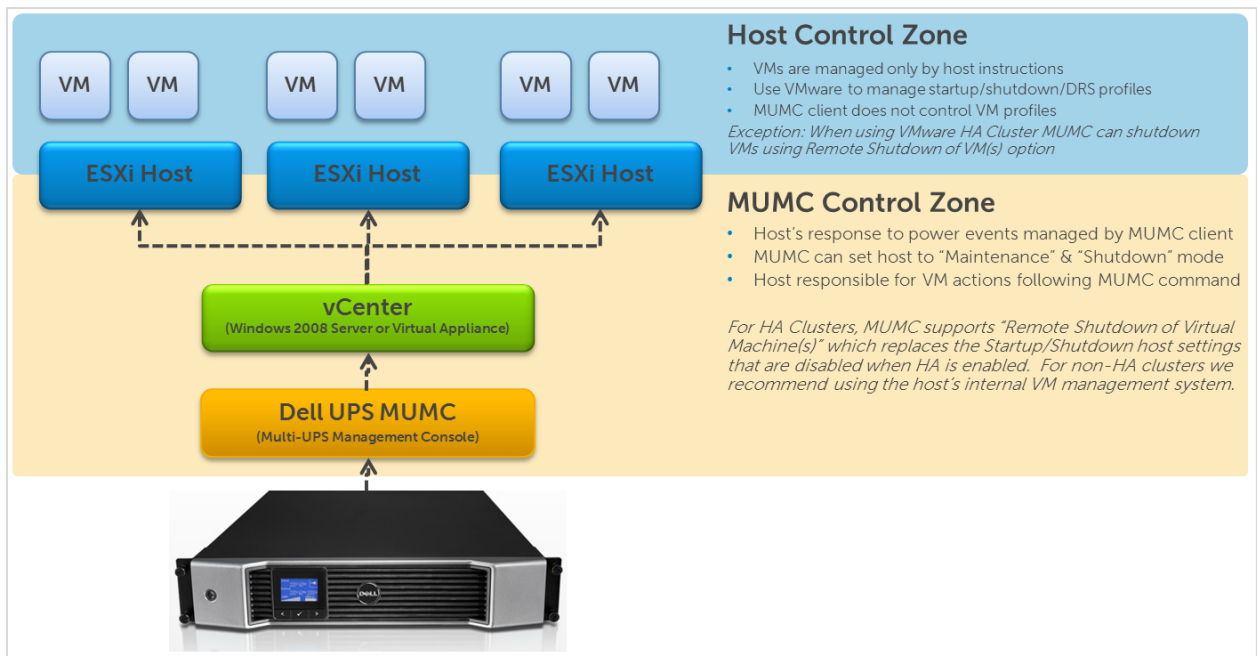 VM
VM
VM
VM
VM
VM
ESXi Host
ESXi Host
ESXi Host
Host Control Zone
• VMs are managed only by host instructions
• Use VMware to manage startup/shutdown/DRS profiles
• MUMC client does not control VM profiles
Exception: When using VMware HA Cluster MUMC can shutdown
VMs using Remote Shutdown of VM(s) option
MUMC Control Zone
• Host's response to power events managed by MUMC client
• MUMC can set host to “Maintenance” & “Shutdown” mode
• Host responsible for VM actions following MUMC command
For HA Clusters, MUMC supports “Remote Shutdown of Virtual
Machine(s)” which replaces the Startup/Shutdown host settings
that are disabled when HA is enabled. For non-HA clusters we
recommend using the host's internal VM management system.
vCenter
(Windows 2008 Server or Virtual Appliance)
Dell UPS MUMC
(Multi-UPS Management Console)
DELL